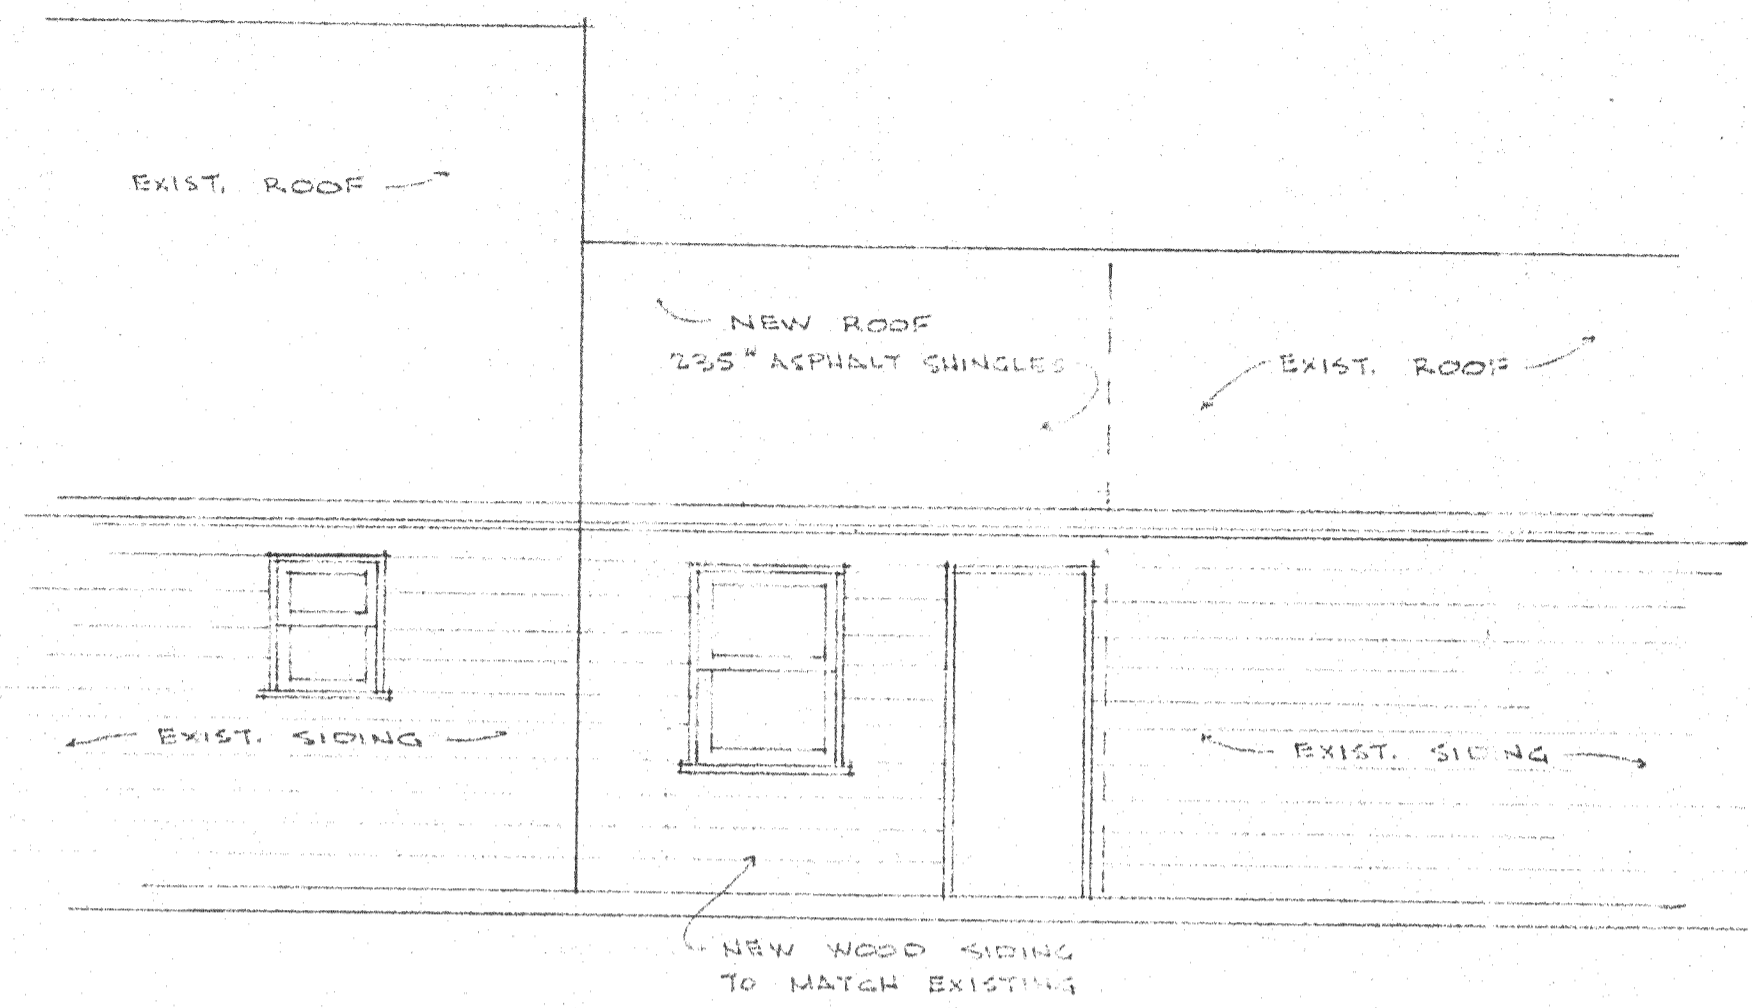 EXIST. ROOF
NEW ROOF
235# ASPHALT SHINGLES
EXIST. ROOF
EXIST. SIDING
EXIST. SIDING
NEW WOOD SIDING
TO MATCH EXISTING